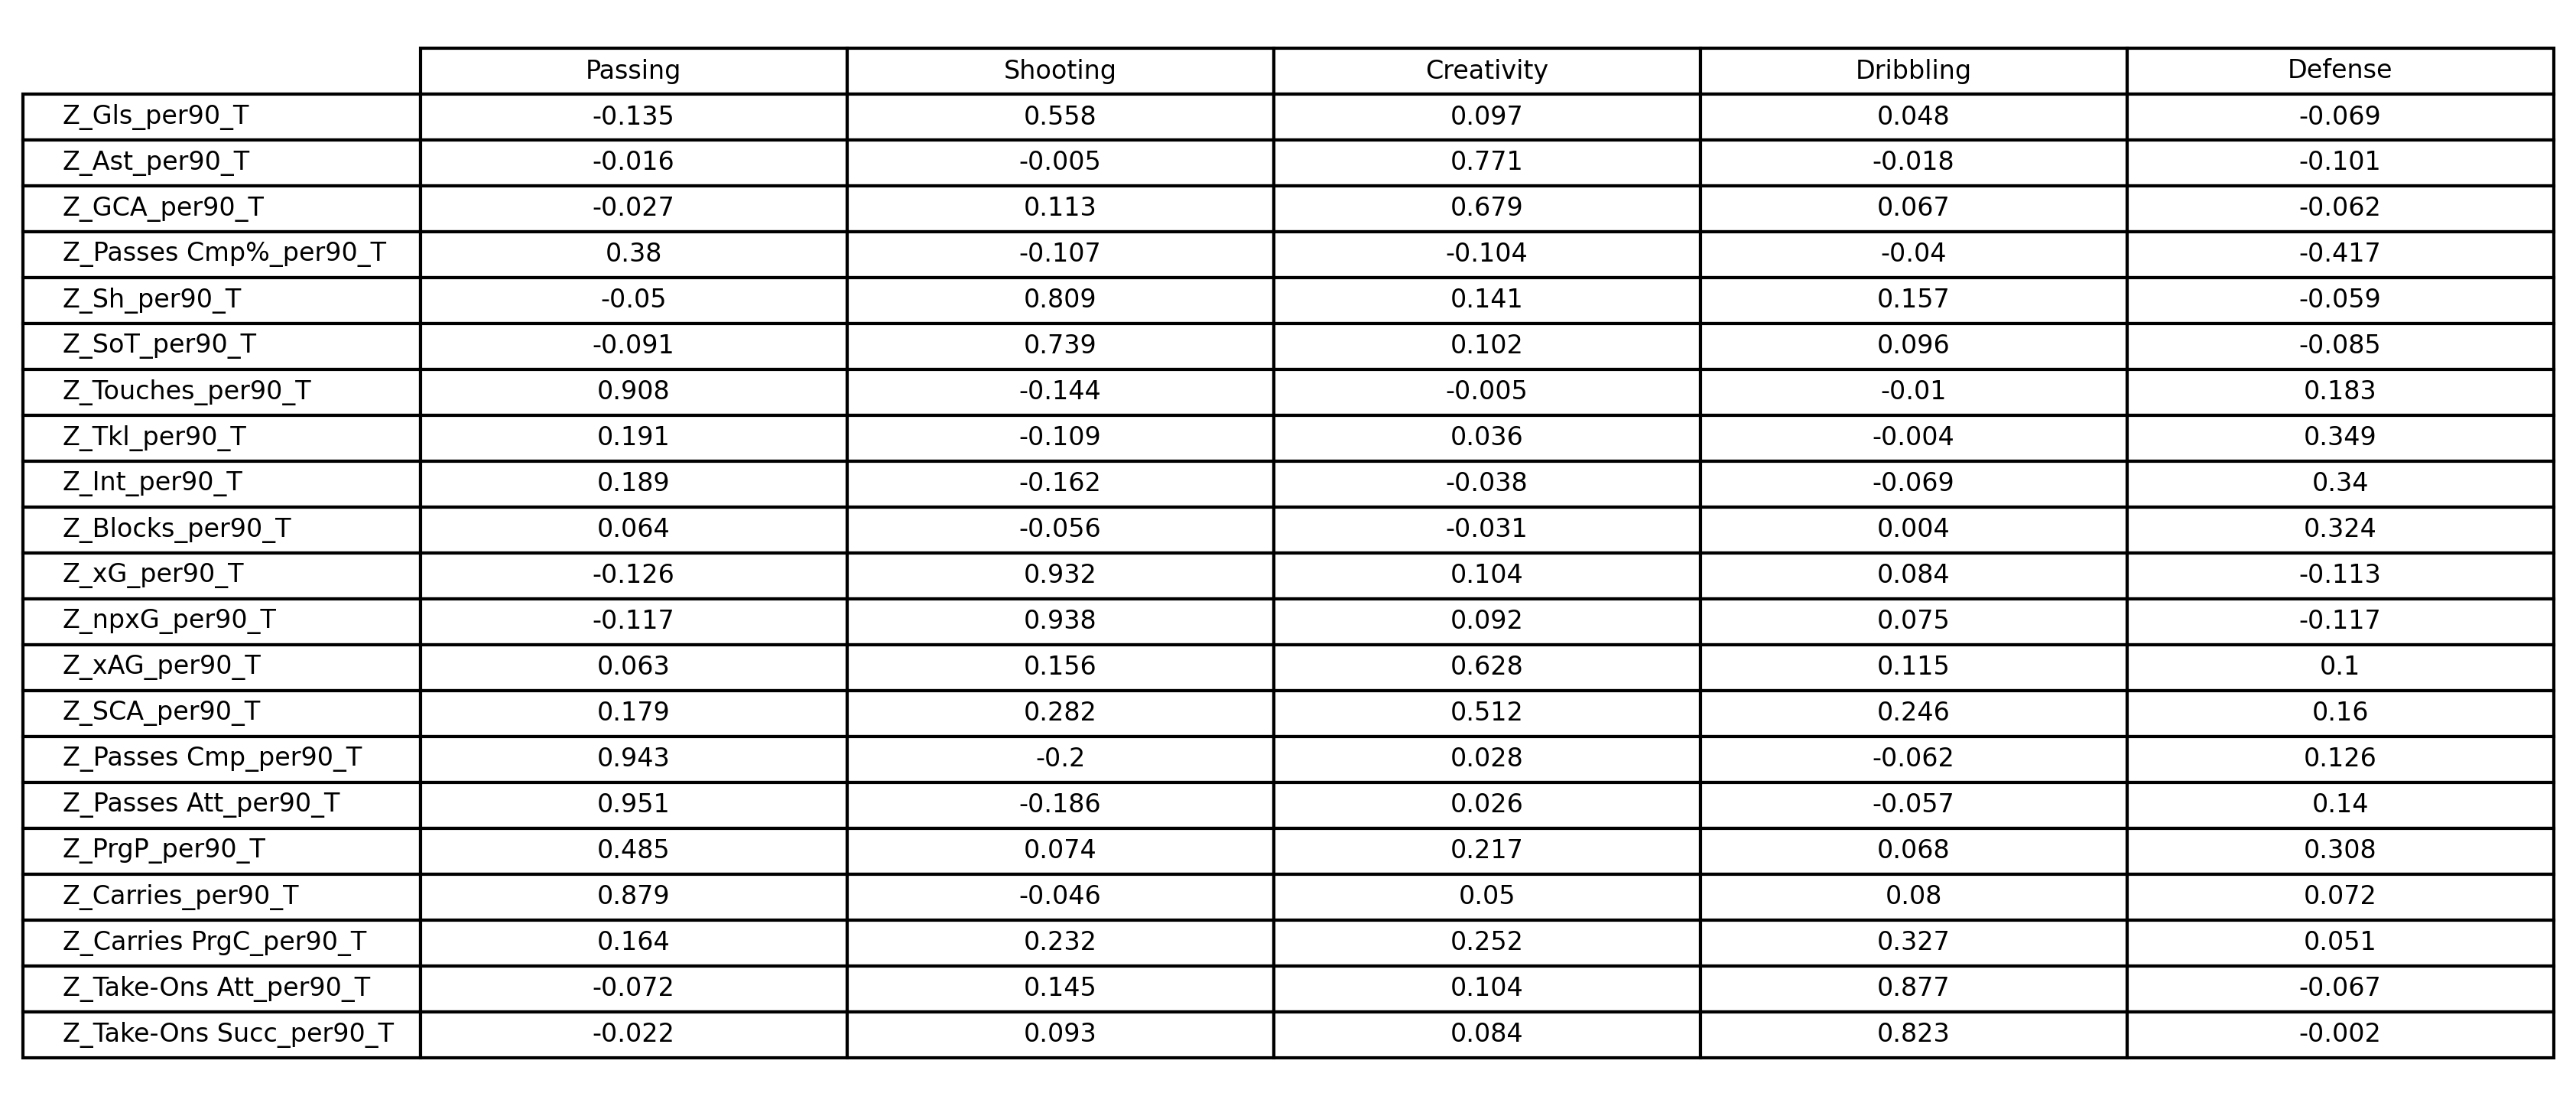 Passing Shooting Creativity Dribbling Defense
Z_Gls_per90_T -0.135 0.558 0.097 0.048 -0.069
Z_Ast_per90_T -0.016 -0.005 0.771 -0.018 -0.101
Z_GCA_per90_T -0.027 0.113 0.679 0.067 -0.062
Z_Passes Cmp%_per90_T 0.38 -0.107 -0.104 -0.04 -0.417
Z_Sh_per90_T -0.05 0.809 0.141 0.157 -0.059
Z_SoT_per90_T -0.091 0.739 0.102 0.096 -0.085
Z_Touches_per90_T 0.908 -0.144 -0.005 -0.01 0.183
Z_Tkl_per90_T 0.191 -0.109 0.036 -0.004 0.349
Z_Int_per90_T 0.189 -0.162 -0.038 -0.069 0.34
Z_Blocks_per90_T 0.064 -0.056 -0.031 0.004 0.324
Z_xG_per90_T -0.126 0.932 0.104 0.084 -0.113
Z_npxG_per90_T -0.117 0.938 0.092 0.075 -0.117
Z_xAG_per90_T 0.063 0.156 0.628 0.115 0.1
Z_SCA_per90_T 0.179 0.282 0.512 0.246 0.16
Z_Passes Cmp_per90_T 0.943 -0.2 0.028 -0.062 0.126
Z_Passes Att_per90_T 0.951 -0.186 0.026 -0.057 0.14
Z_PrgP_per90_T 0.485 0.074 0.217 0.068 0.308
Z_Carries_per90_T 0.879 -0.046 0.05 0.08 0.072
Z_Carries PrgC_per90_T 0.164 0.232 0.252 0.327 0.051
Z_Take-Ons Att_per90_T -0.072 0.145 0.104 0.877 -0.067
Z_Take-Ons Succ_per90_T -0.022 0.093 0.084 0.823 -0.002